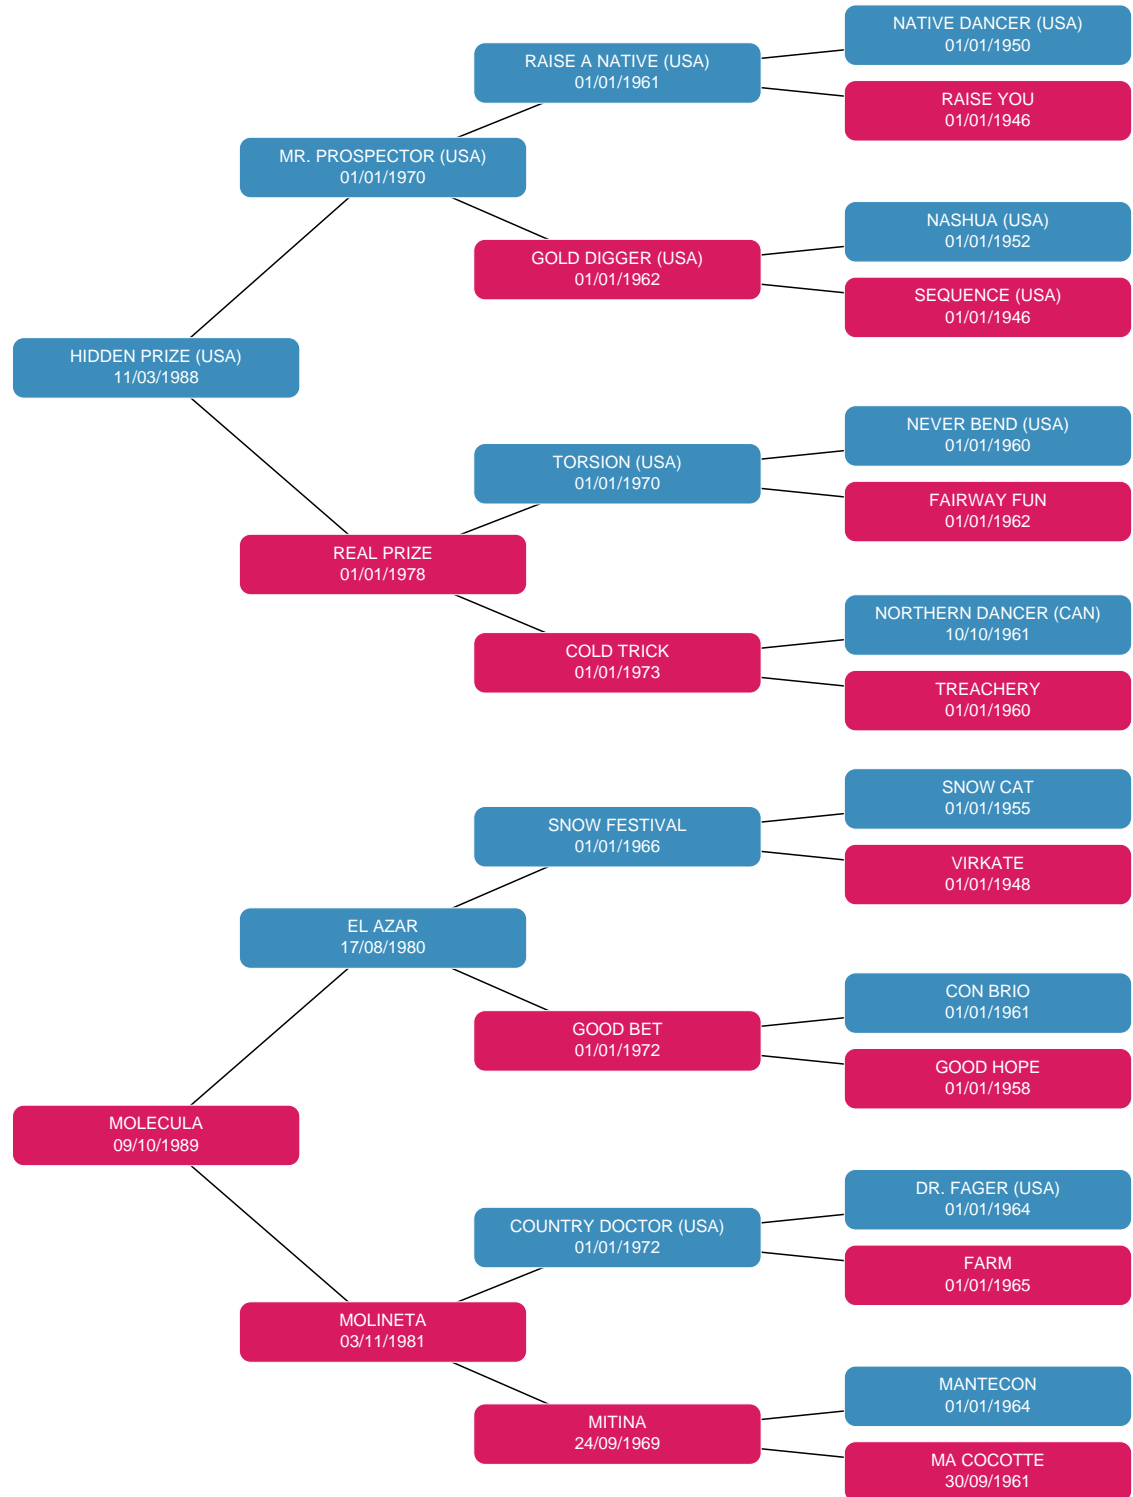 NATIVE DANCER (USA)
01/01/1950
RAISE A NATIVE (USA)
01/01/1961
RAISE YOU
01/01/1946
MR. PROSPECTOR (USA)
01/01/1970
NASHUA (USA)
01/01/1952
GOLD DIGGER (USA)
01/01/1962
SEQUENCE (USA)
01/01/1946
HIDDEN PRIZE (USA)
11/03/1988
NEVER BEND (USA)
01/01/1960
TORSION (USA)
01/01/1970
FAIRWAY FUN
01/01/1962
REAL PRIZE
01/01/1978
NORTHERN DANCER (CAN)
10/10/1961
COLD TRICK
01/01/1973
TREACHERY
01/01/1960
SNOW CAT
01/01/1955
SNOW FESTIVAL
01/01/1966
VIRKATE
01/01/1948
EL AZAR
17/08/1980
CON BRIO
01/01/1961
GOOD BET
01/01/1972
GOOD HOPE
01/01/1958
MOLECULA
09/10/1989
DR. FAGER (USA)
01/01/1964
COUNTRY DOCTOR (USA)
01/01/1972
FARM
01/01/1965
MOLINETA
03/11/1981
MANTECON
01/01/1964
MITINA
24/09/1969
MA COCOTTE
30/09/1961